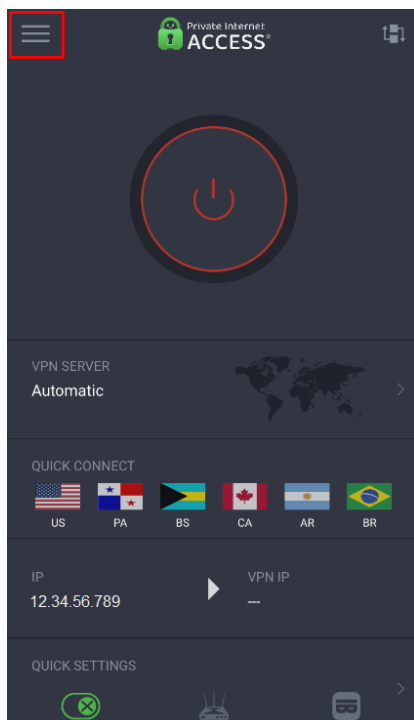 Private Internet
ACCESS®
VPN SERVER
Automatic
QUICK CONNECT
US PA BS CA AR BR
IP VPN IP
12.34.56.789 ---
QUICK SETTINGS